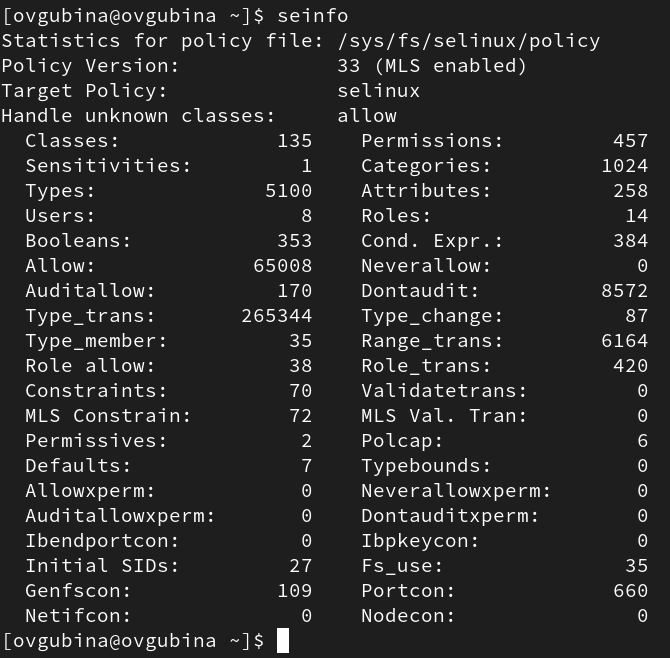 [ovgubina@ovgubina ~]$ seinfo
Statistics for policy file: /sys/fs/selinux/policy
Policy Version:             33 (MLS enabled)
Target Policy:              selinux
Handle unknown classes:     allow
  Classes:             135    Permissions:         457
  Sensitivities:         1    Categories:         1024
  Types:              5100    Attributes:          258
  Users:                 8    Roles:                14
  Booleans:            353    Cond. Expr.:         384
  Allow:             65008    Neverallow:            0
  Auditallow:          170    Dontaudit:          8572
  Type_trans:       265344    Type_change:          87
  Type_member:          35    Range_trans:        6164
  Role allow:           38    Role_trans:          420
  Constraints:          70    Validatetrans:         0
  MLS Constrain:        72    MLS Val. Tran:         0
  Permissives:           2    Polcap:                6
  Defaults:              7    Typebounds:            0
  Allowxperm:            0    Neverallowxperm:       0
  Auditallowxperm:       0    Dontauditxperm:        0
  Ibendportcon:          0    Ibpkeycon:             0
  Initial SIDs:         27    Fs_use:               35
  Genfscon:            109    Portcon:             660
  Netifcon:              0    Nodecon:               0
[ovgubina@ovgubina ~]$